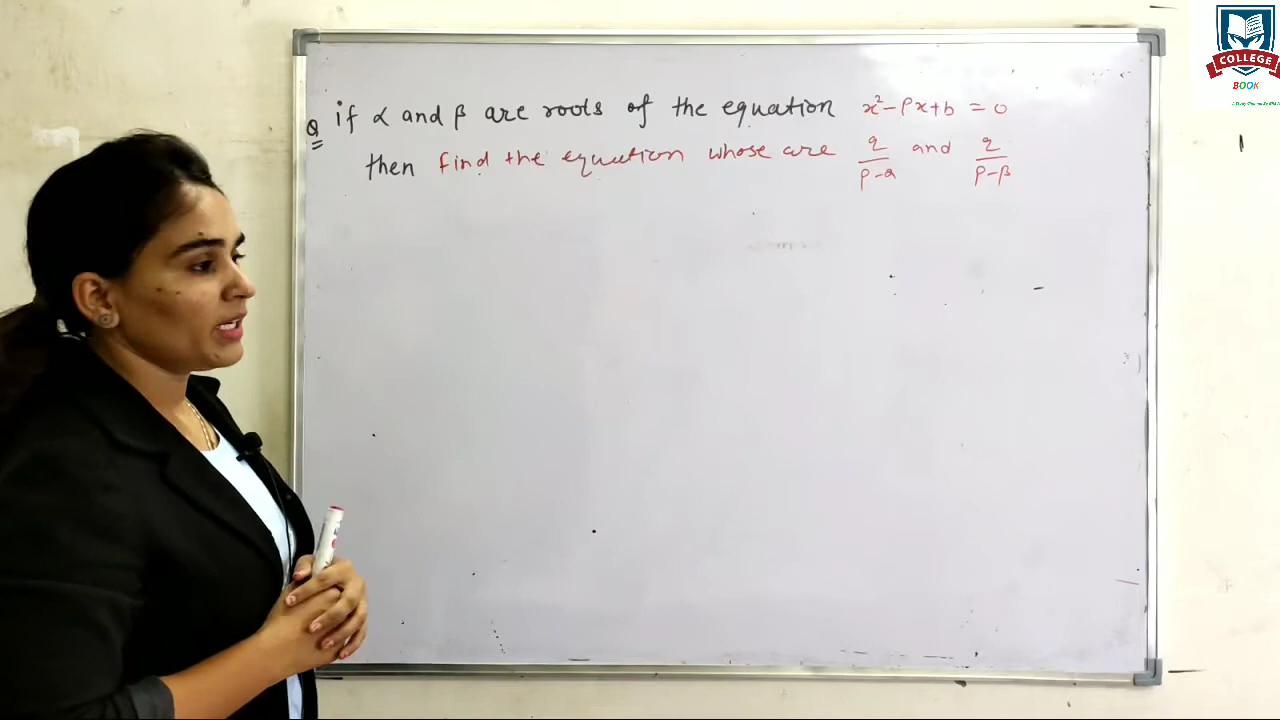 Q if α and β are roots of the equation x²-px+b = 0
then find the equation whose are q/p-α and q/p-β
COLLEGE
BOOK